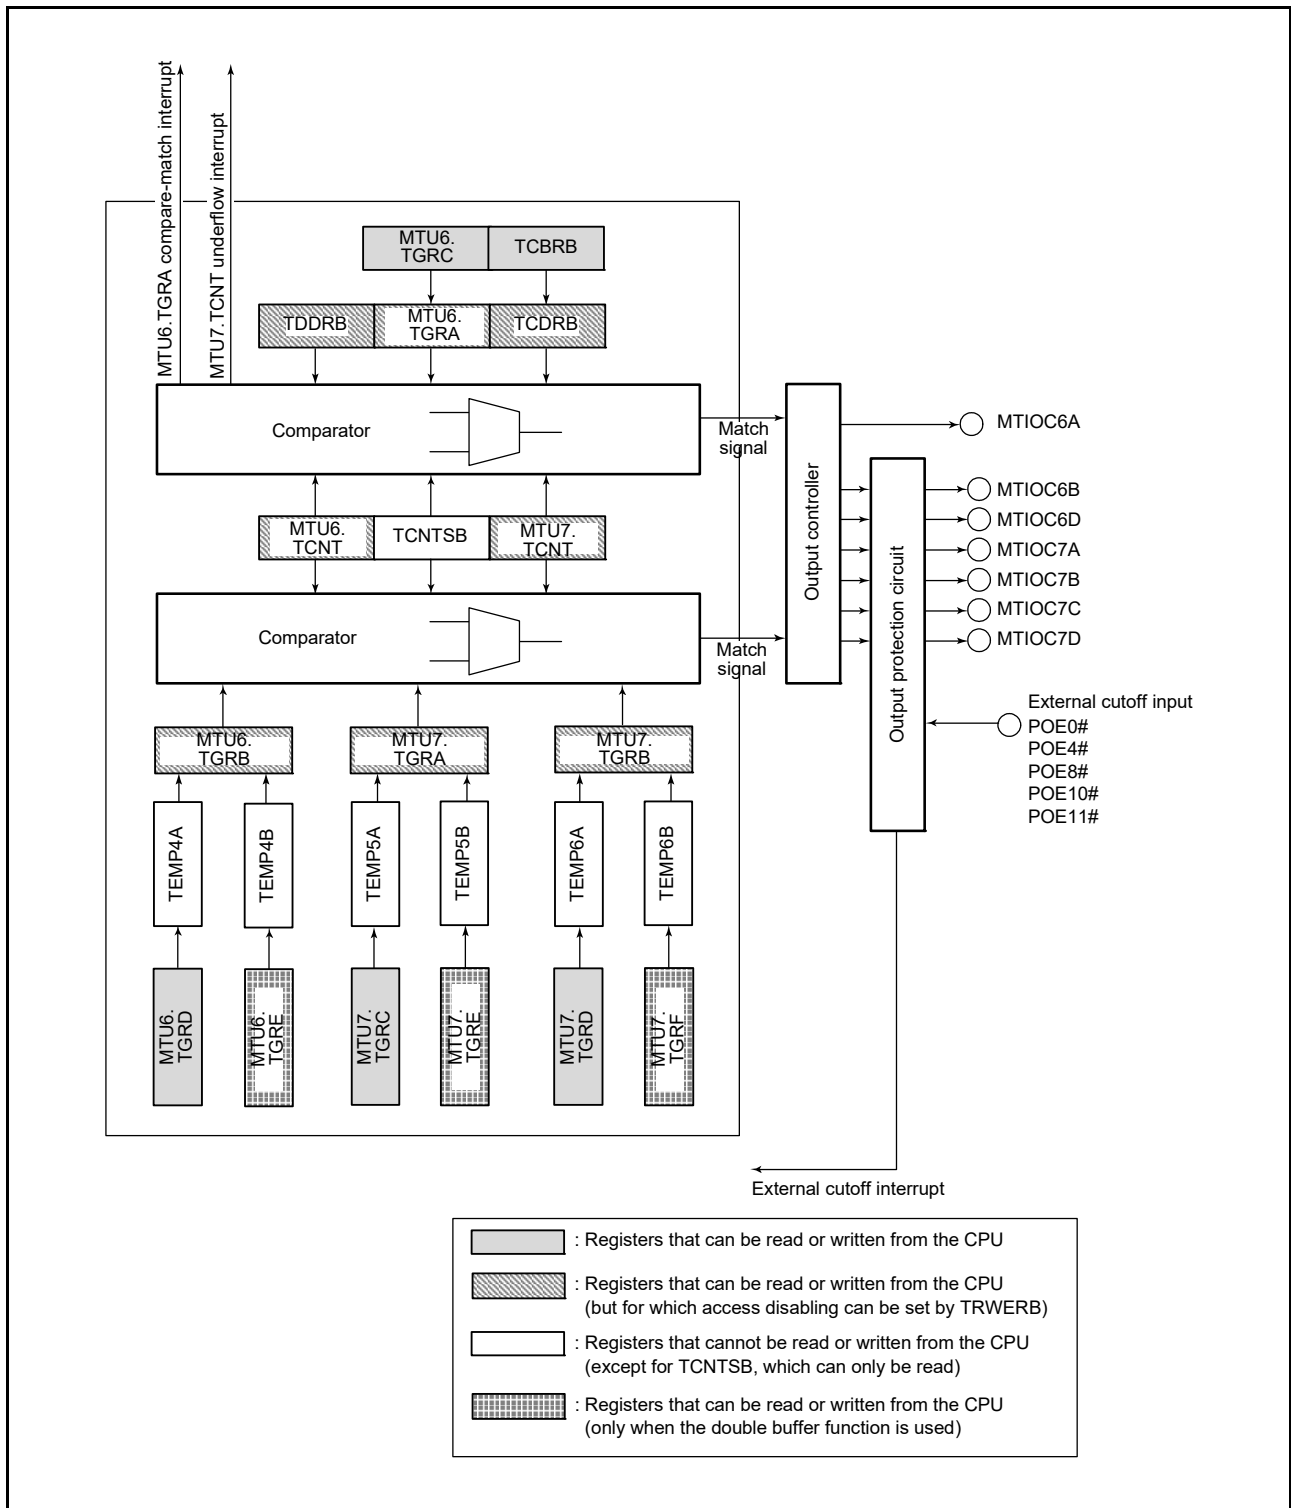 MTU6.TGRA compare-match interrupt
MTU7.TCNT underflow interrupt
MTU6.
TGRC
TCBRB
TDDRB
MTU6.
TGRA
TCDRB
Comparator
Match
signal
MTU6.
TCNT
TCNTSB
MTU7.
TCNT
Comparator
Match
signal
Output controller
Output protection circuit
MTIOC6A
MTIOC6B
MTIOC6D
MTIOC7A
MTIOC7B
MTIOC7C
MTIOC7D
External cutoff input
POE0#
POE4#
POE8#
POE10#
POE11#
MTU6.
TGRB
MTU7.
TGRA
MTU7.
TGRB
TEMP4A
TEMP4B
TEMP5A
TEMP5B
TEMP6A
TEMP6B
MTU6.
TGRD
MTU6.
TGRE
MTU7.
TGRC
MTU7.
TGRE
MTU7.
TGRD
MTU7.
TGRF
External cutoff interrupt
: Registers that can be read or written from the CPU
: Registers that can be read or written from the CPU
(but for which access disabling can be set by TRWERB)
: Registers that cannot be read or written from the CPU
(except for TCNTSB, which can only be read)
: Registers that can be read or written from the CPU
(only when the double buffer function is used)